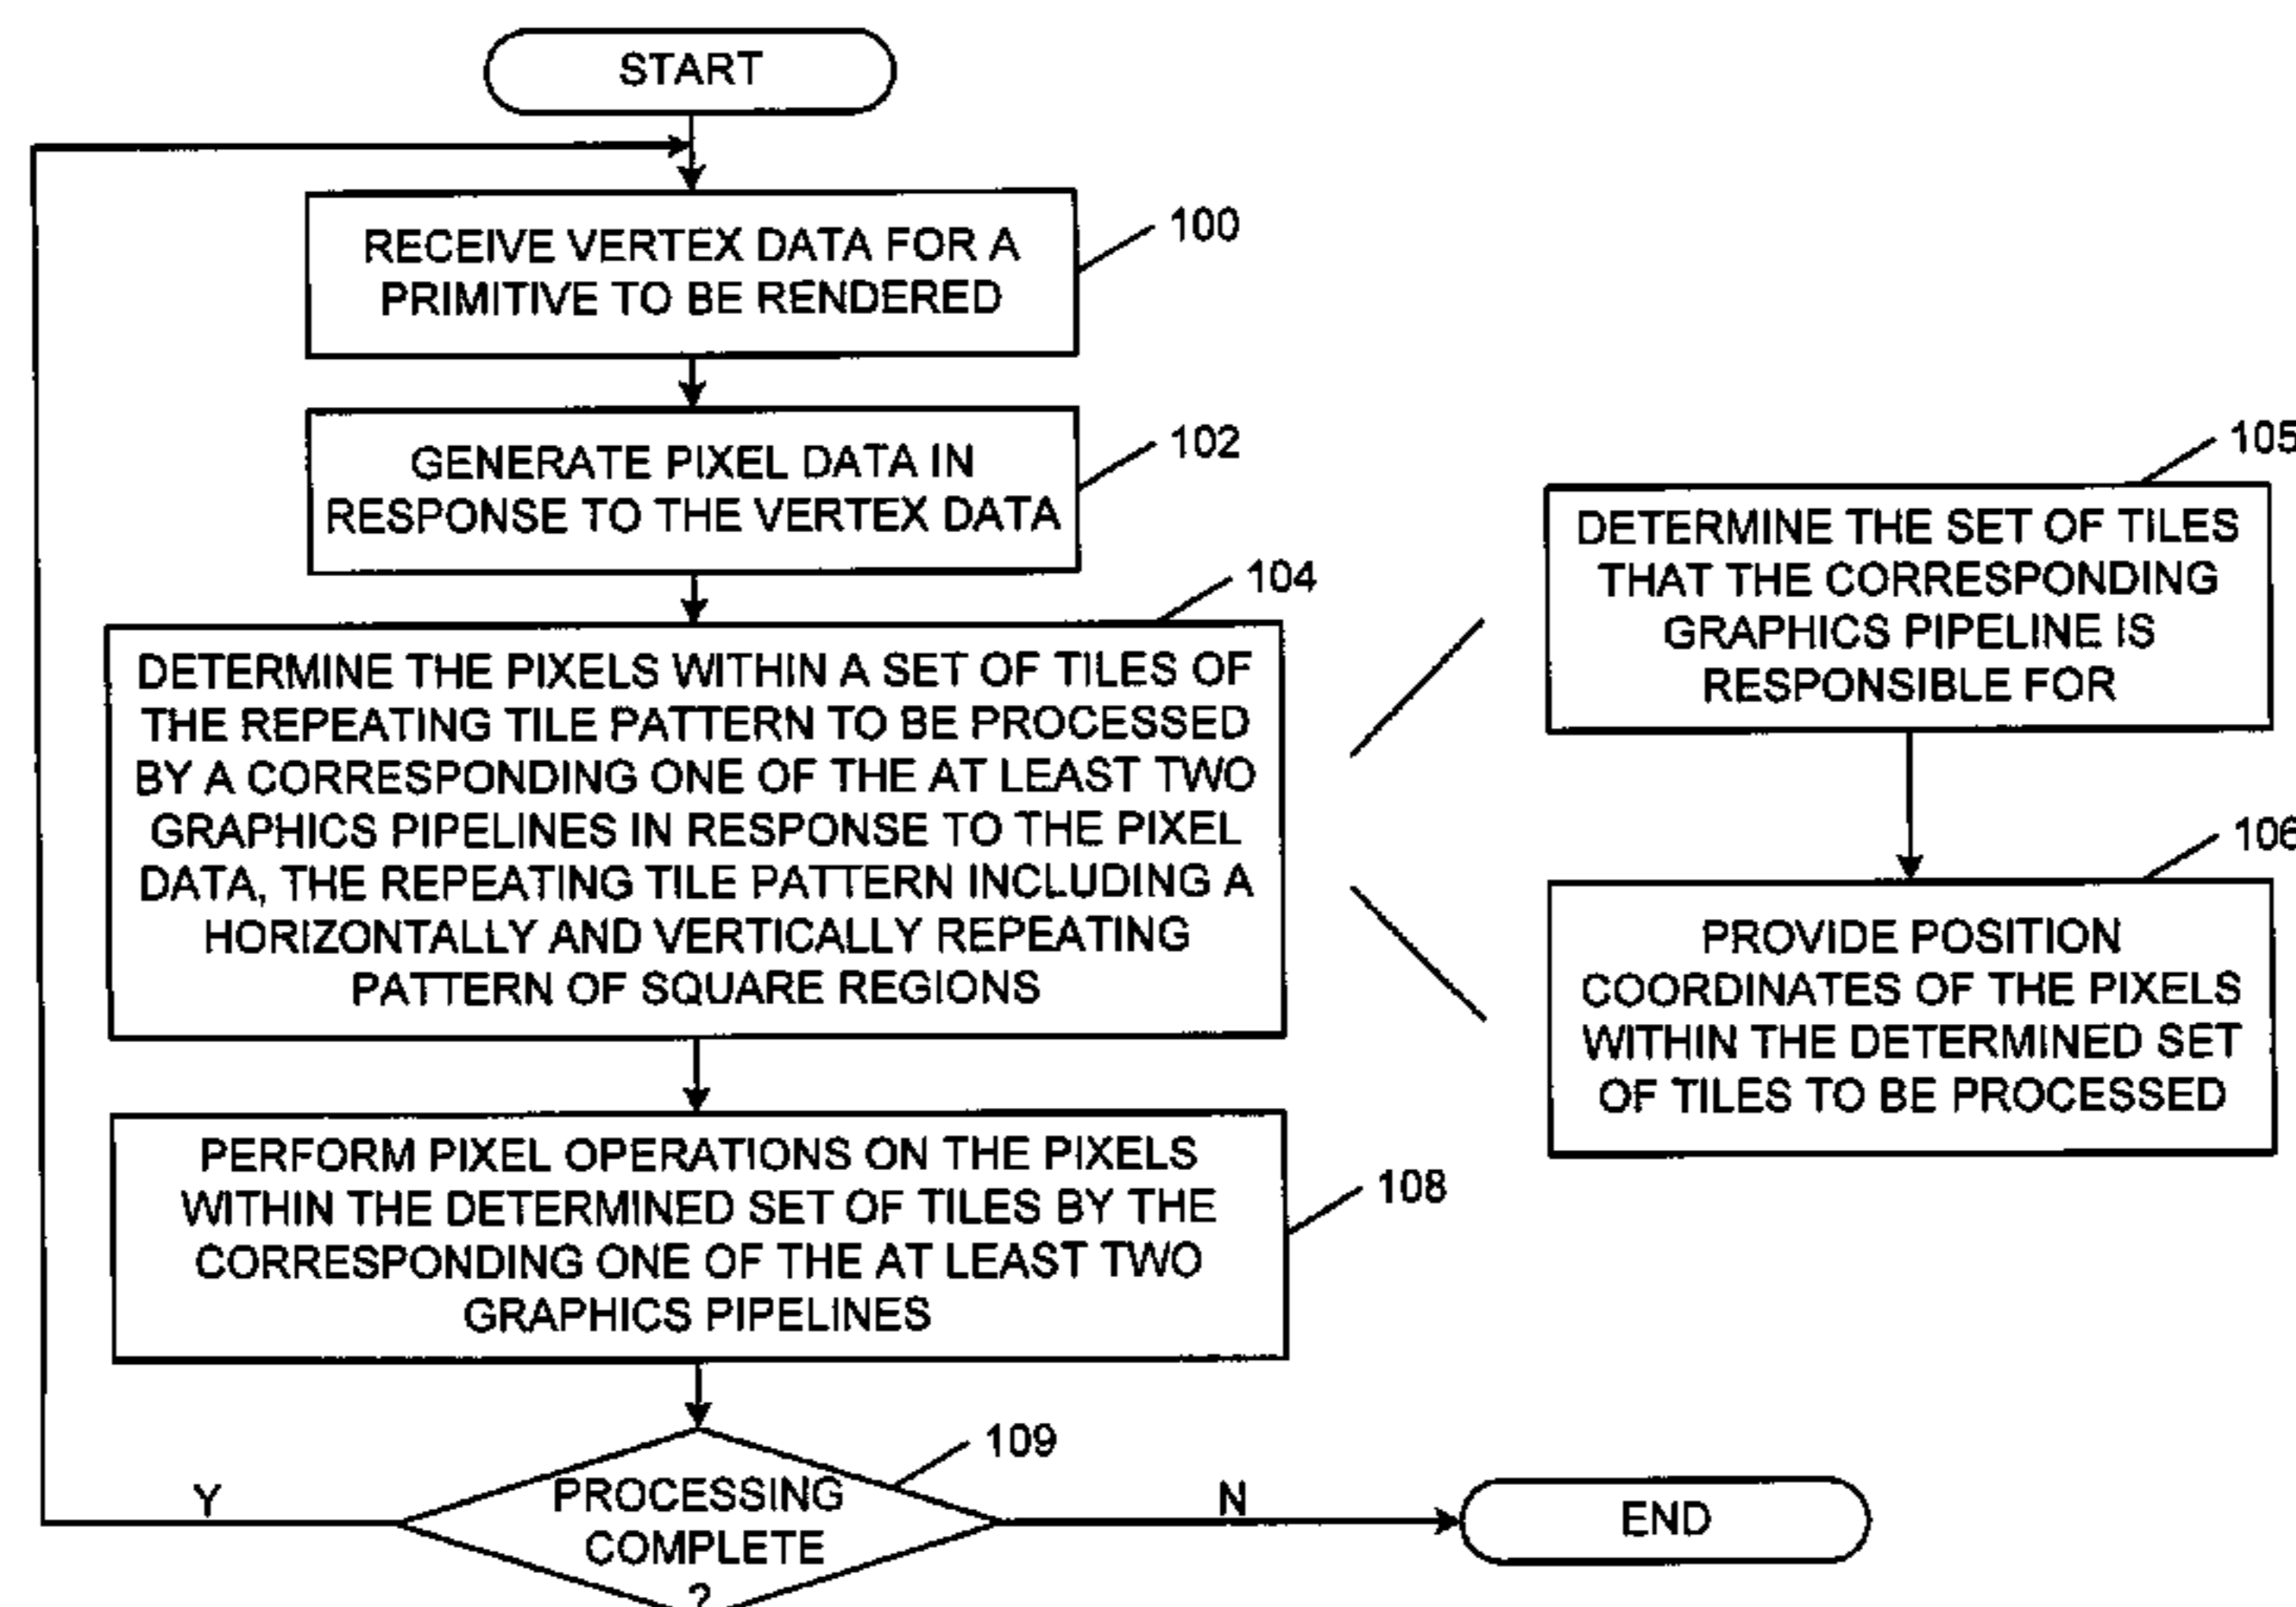 START
RECEIVE VERTEX DATA FOR A
PRIMITIVE TO BE RENDERED
100
GENERATE PIXEL DATA IN
RESPONSE TO THE VERTEX DATA
102
DETERMINE THE PIXELS WITHIN A SET OF TILES OF
THE REPEATING TILE PATTERN TO BE PROCESSED
BY A CORRESPONDING ONE OF THE AT LEAST TWO
GRAPHICS PIPELINES IN RESPONSE TO THE PIXEL
DATA, THE REPEATING TILE PATTERN INCLUDING A
HORIZONTALLY AND VERTICALLY REPEATING
PATTERN OF SQUARE REGIONS
104
DETERMINE THE SET OF TILES
THAT THE CORRESPONDING
GRAPHICS PIPELINE IS
RESPONSIBLE FOR
105
PROVIDE POSITION
COORDINATES OF THE PIXELS
WITHIN THE DETERMINED SET
OF TILES TO BE PROCESSED
106
PERFORM PIXEL OPERATIONS ON THE PIXELS
WITHIN THE DETERMINED SET OF TILES BY THE
CORRESPONDING ONE OF THE AT LEAST TWO
GRAPHICS PIPELINES
108
PROCESSING
COMPLETE
?
109
Y
N
END